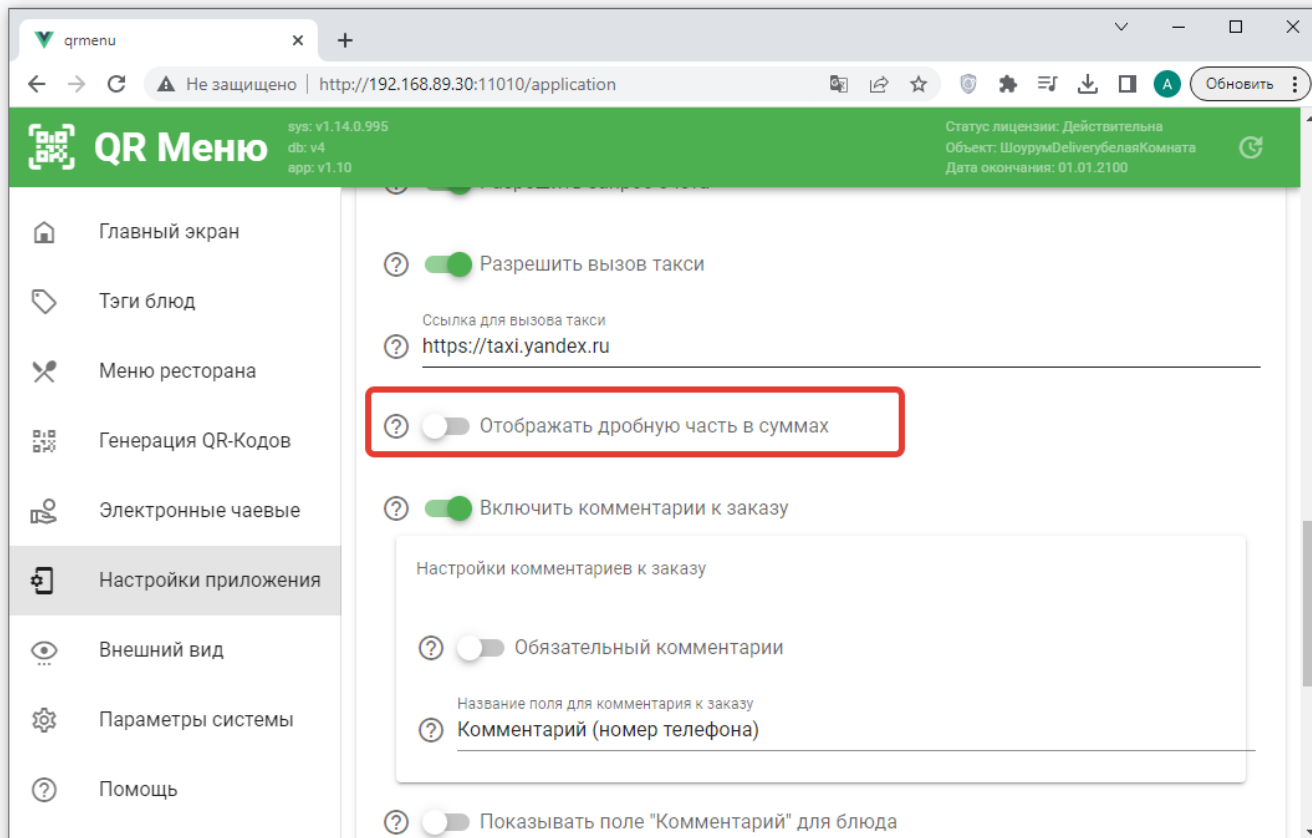 qrmenu
Не защищено http://192.168.89.30:11010/application
A Обновить
QR Меню
sys: v1.14.0.995
db: v4
app: v1.10
Статус лицензии: Действительна
Объект: ШоурумDeliveryбелаяКомната
Дата окончания: 01.01.2100
Главный экран
Тэги блюд
Меню ресторана
Генерация QR-Кодов
Электронные чаевые
Настройки приложения
Внешний вид
Параметры системы
Помощь
Разрешить вызов такси
Ссылка для вызова такси
https://taxi.yandex.ru
Отображать дробную часть в суммах
Включить комментарии к заказу
Настройки комментариев к заказу
Обязательный комментарии
Название поля для комментария к заказу
Комментарий (номер телефона)
Показывать поле "Комментарий" для блюда